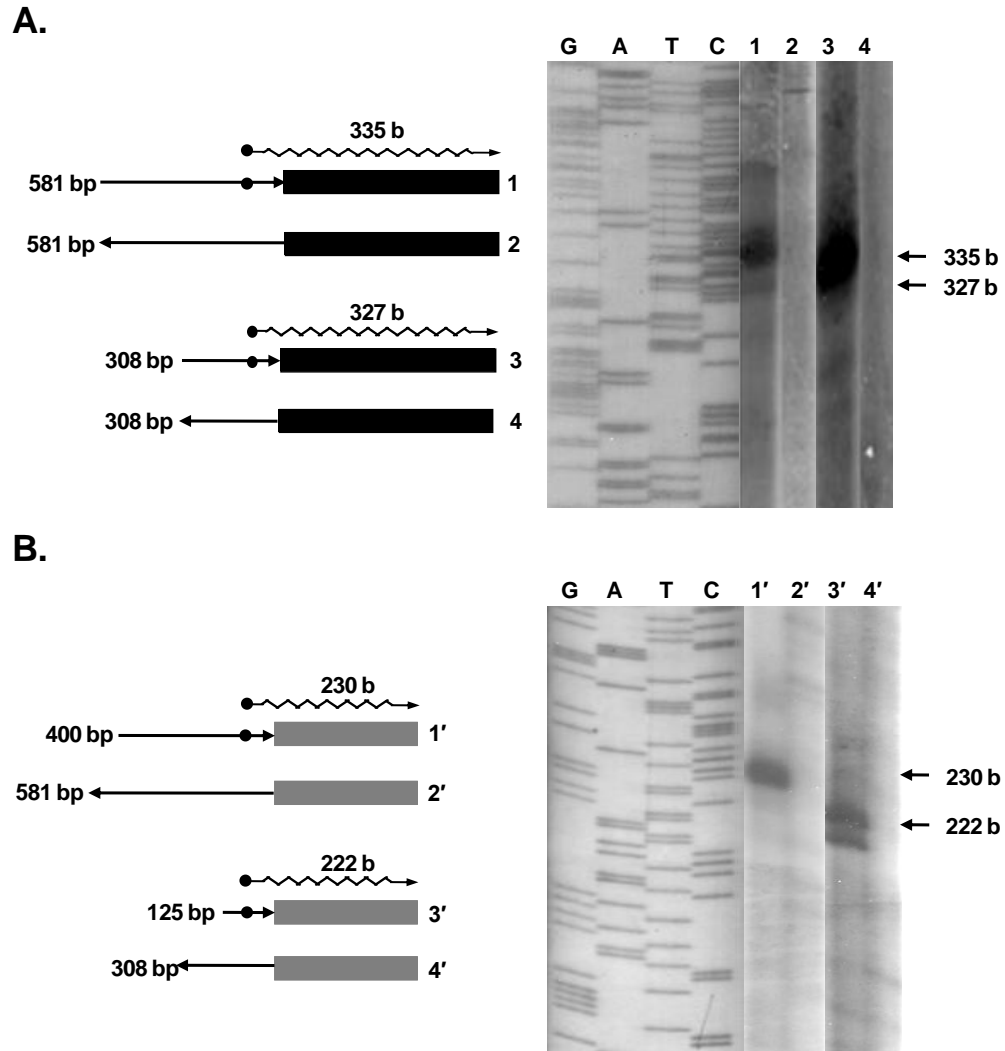 A.
G A T C 1 2 3 4
335 b
581 bp 1
581 bp 2
335 b
327 b
327 b
308 bp 3
308 bp 4
B.
G A T C 1′ 2′ 3′ 4′
230 b
400 bp 1′
230 b
581 bp 2′
222 b
222 b
125 bp 3′
308 bp 4′